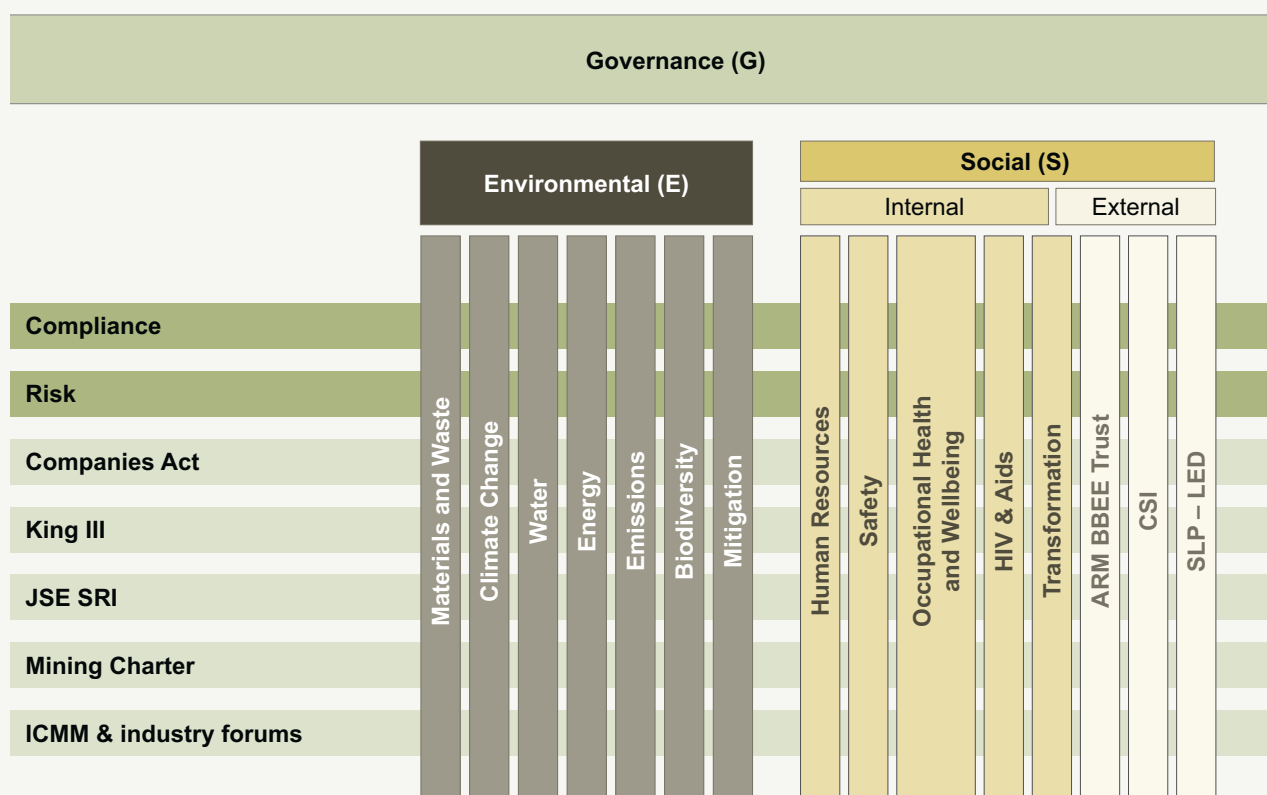 Governance (G)
Environmental (E)
Social (S)
Internal
External
Compliance
Risk
Companies Act
King III
JSE SRI
Mining Charter
ICMM & industry forums
Materials and Waste
Climate Change
Water
Energy
Emissions
Biodiversity
Mitigation
Human Resources
Safety
Occupational Health
and Wellbeing
HIV & Aids
Transformation
ARM BBEE Trust
CSI
SLP – LED